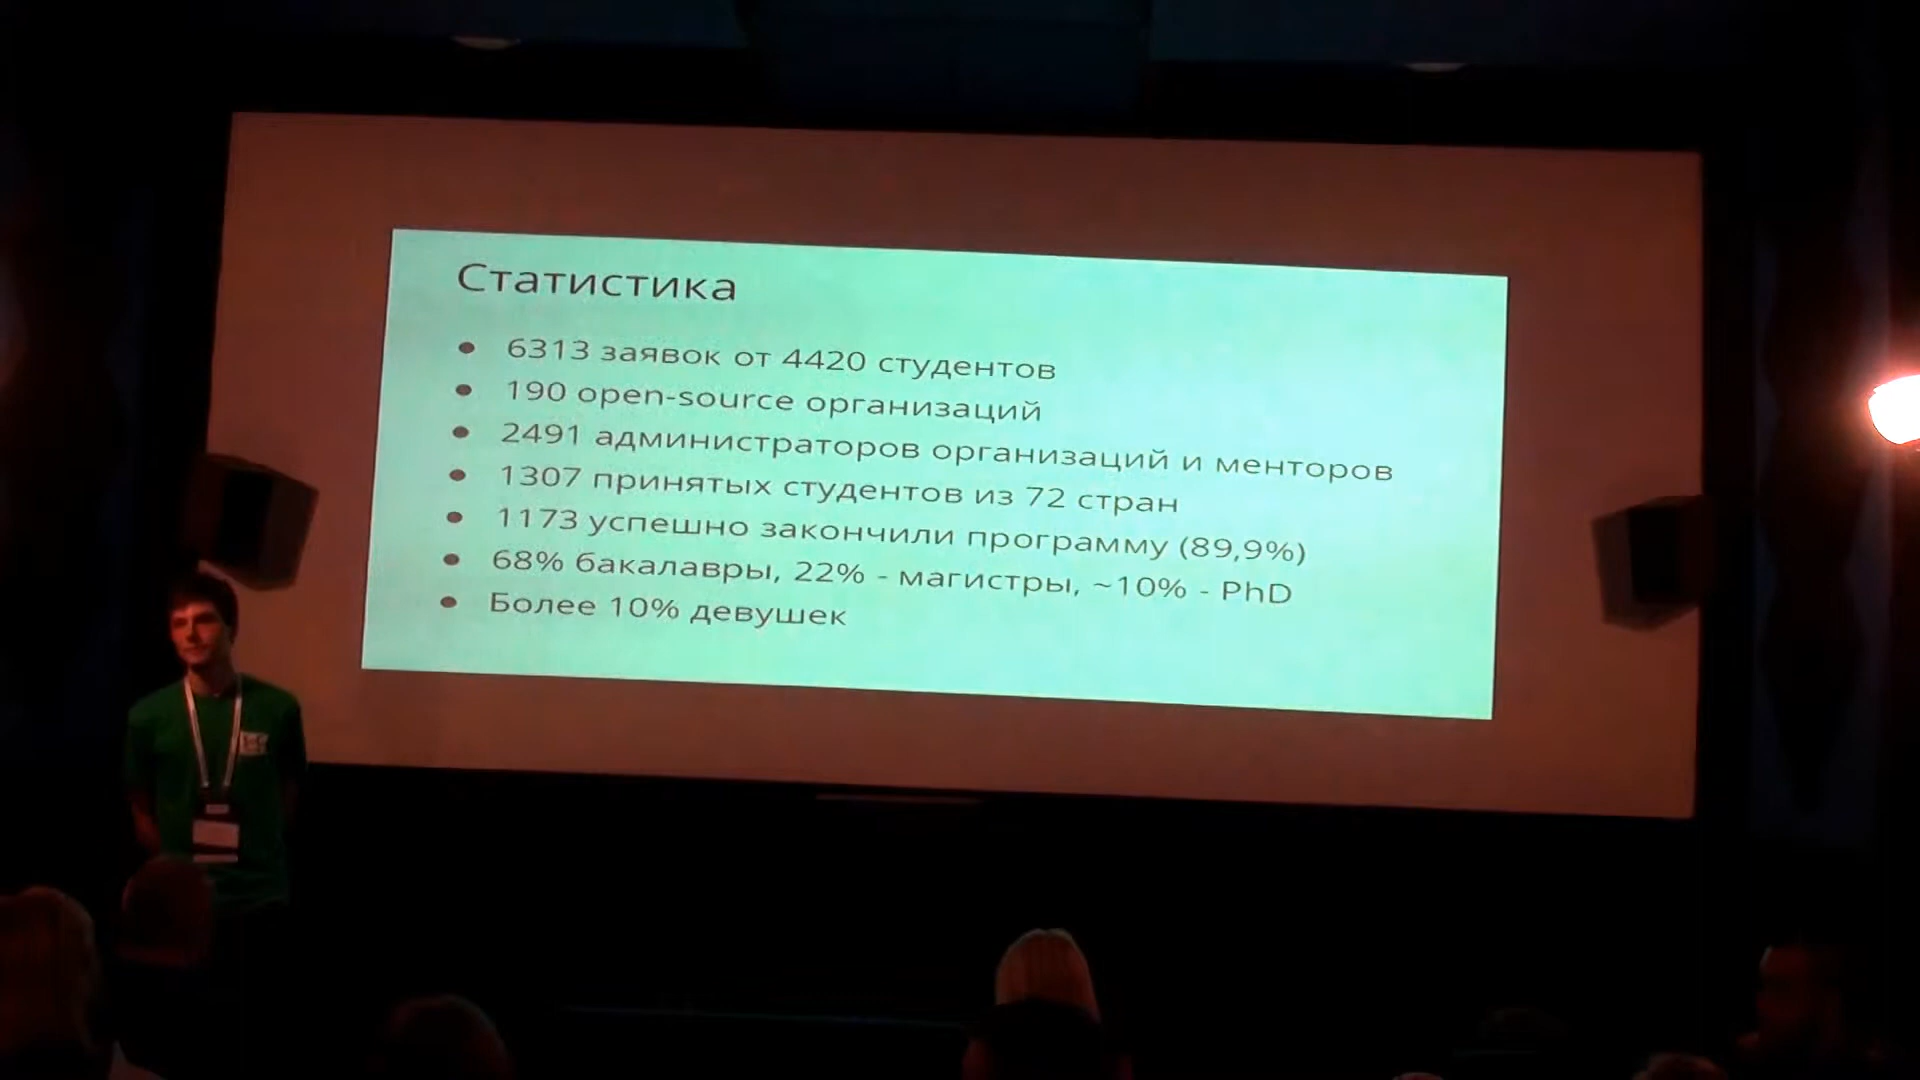 Статистика
● 6313 заявок от 4420 студентов
● 190 open-source организаций
● 2491 администраторов организаций и менторов
● 1307 принятых студентов из 72 стран
● 1173 успешно закончили программу (89,9%)
● 68% бакалавры, 22% - магистры, ~10% - PhD
● Более 10% девушек